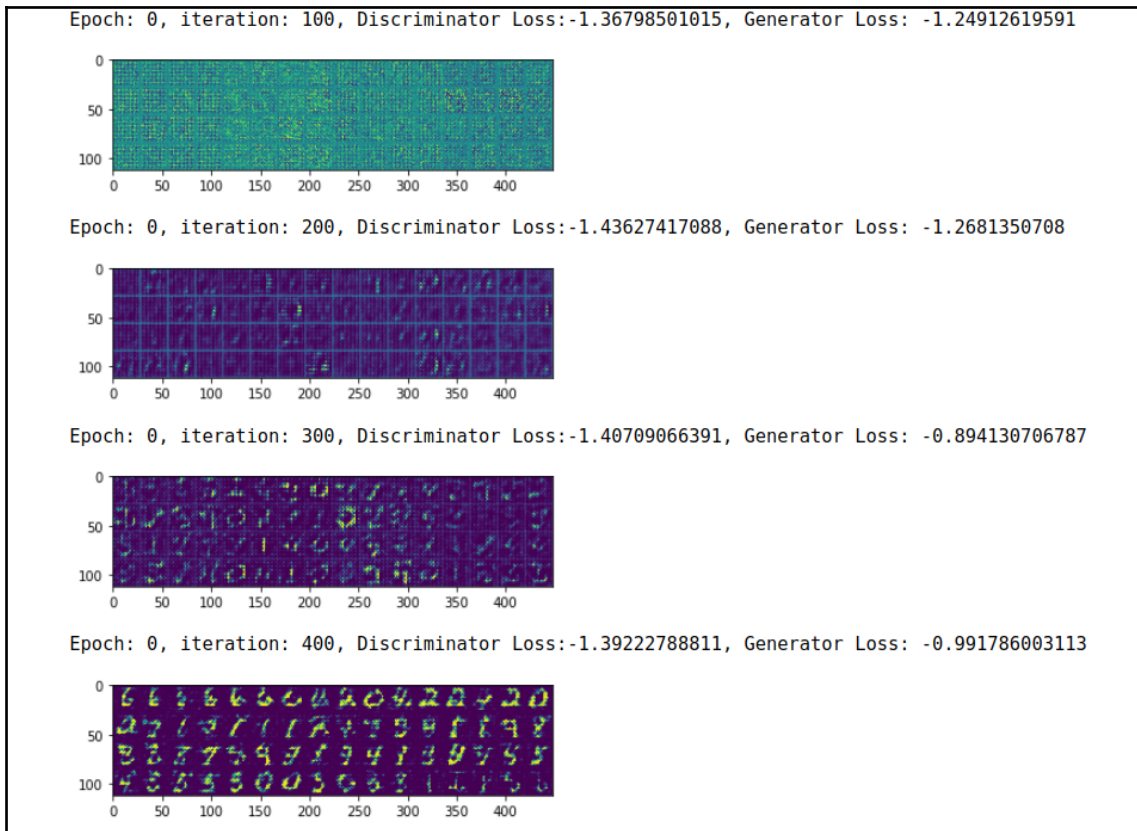 Epoch: 0, iteration: 100, Discriminator Loss:-1.36798501015, Generator Loss: -1.24912619591
0
50
100
0 50 100 150 200 250 300 350 400
Epoch: 0, iteration: 200, Discriminator Loss:-1.43627417088, Generator Loss: -1.2681350708
0
50
100
0 50 100 150 200 250 300 350 400
Epoch: 0, iteration: 300, Discriminator Loss:-1.40709066391, Generator Loss: -0.894130706787
0
50
100
0 50 100 150 200 250 300 350 400
Epoch: 0, iteration: 400, Discriminator Loss:-1.39222788811, Generator Loss: -0.991786003113
0
50
100
0 50 100 150 200 250 300 350 400